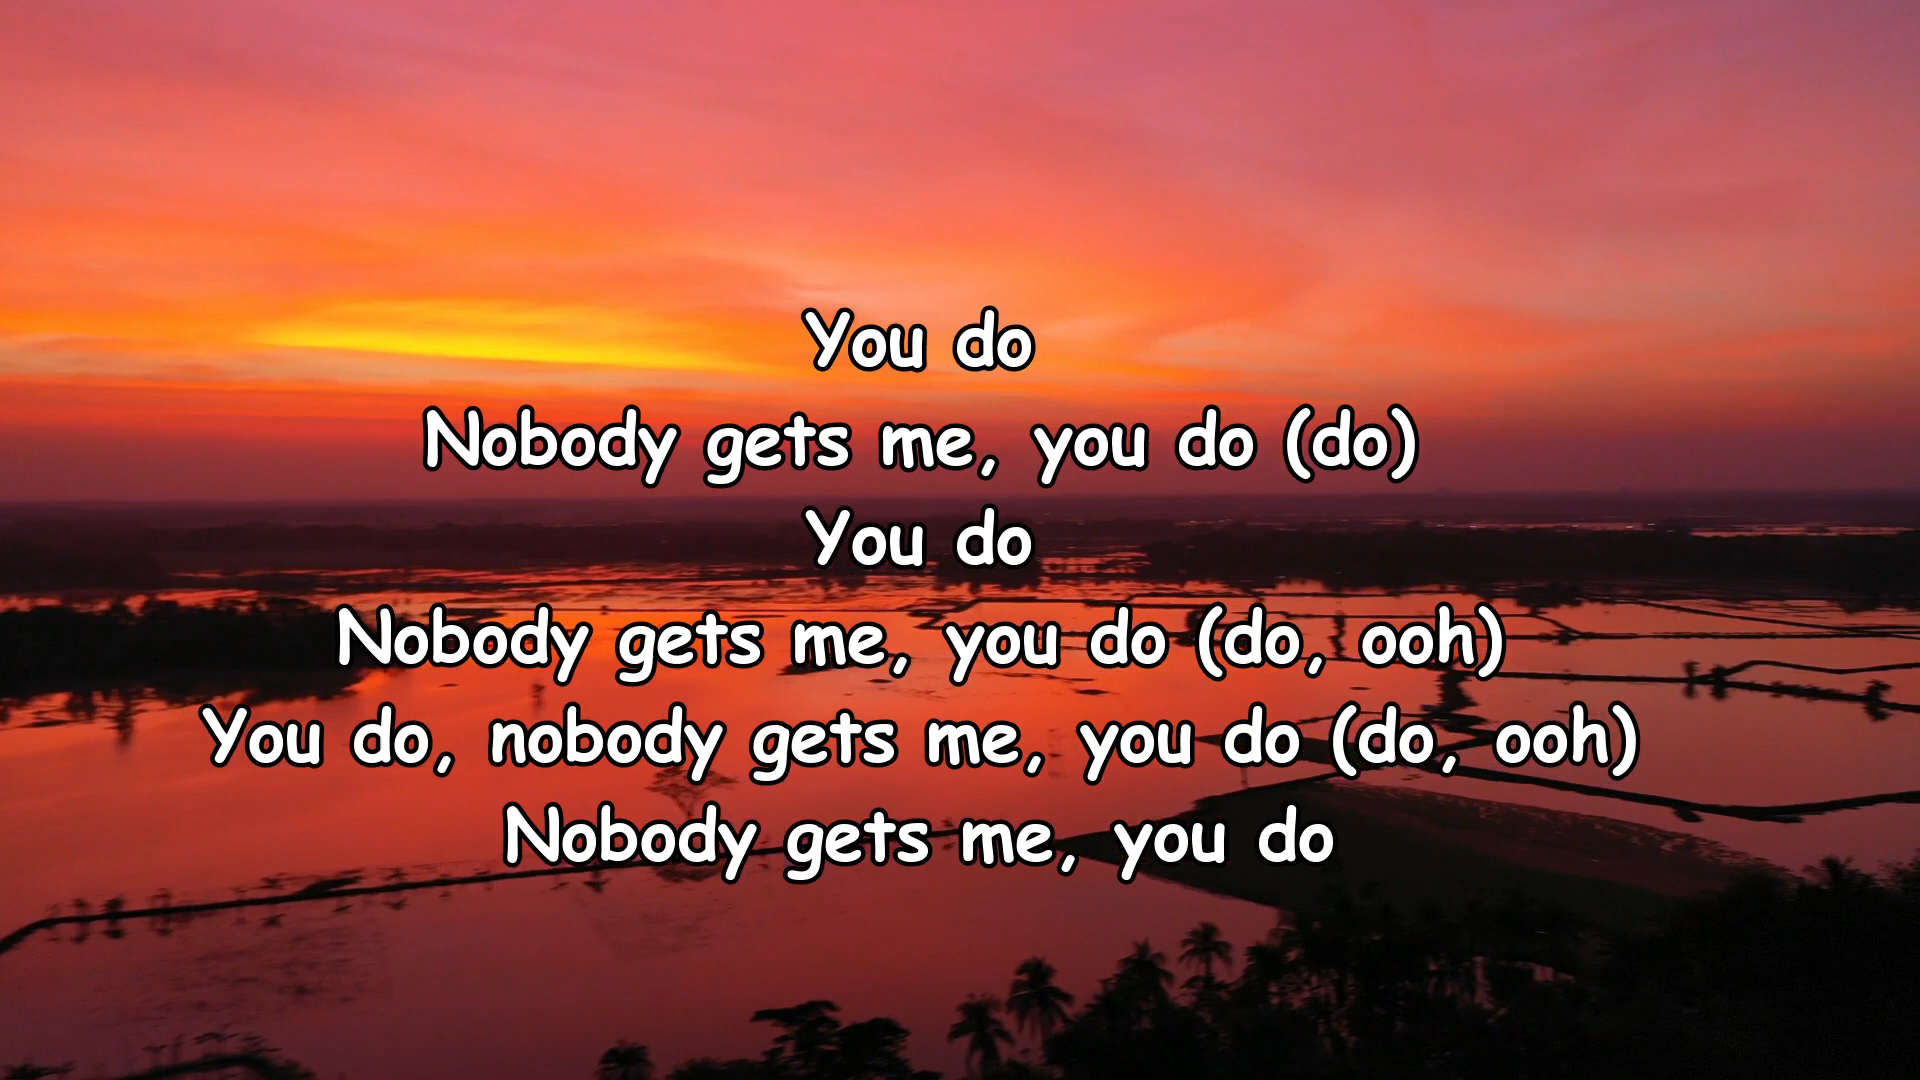 You do
Nobody gets me, you do (do)
You do
Nobody gets me, you do (do, ooh)
You do, nobody gets me, you do (do, ooh)
Nobody gets me, you do